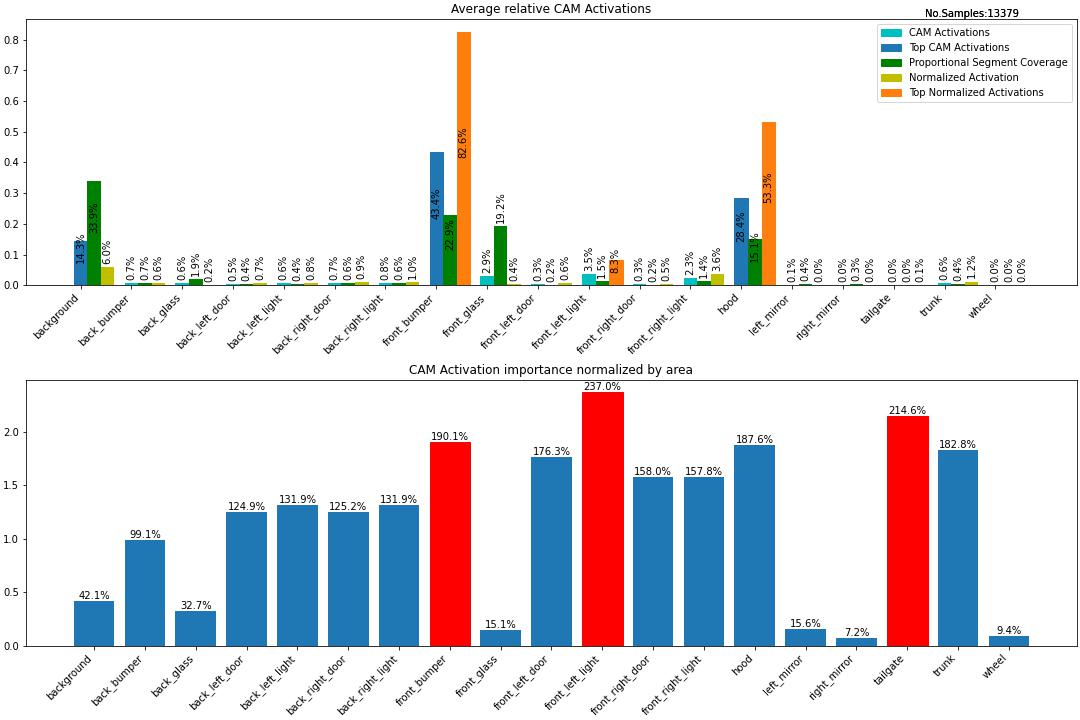 Average relative CAM Activations
No.Samples:13379
CAM Activations
Top CAM Activations
Proportional Segment Coverage
Normalized Activation
Top Normalized Activations
0.8
0.7
0.6
0.5
0.4
0.3
0.2
0.1
0.0
14.3% 33.9% 6.0% 0.7% 0.7% 0.6% 0.6% 1.9% 0.2% 0.5% 0.4% 0.7% 0.6% 0.4% 0.8% 0.7% 0.6% 0.9% 0.8% 0.6% 1.0% 43.4% 22.9% 82.6% 2.9% 19.2% 0.4% 0.3% 0.2% 0.6% 3.5% 1.5% 8.3% 0.3% 0.2% 0.5% 2.3% 1.4% 3.6% 28.4% 15.1% 53.3% 0.1% 0.4% 0.0% 0.0% 0.3% 0.0% 0.0% 0.0% 0.1% 0.6% 0.4% 1.2% 0.0% 0.0% 0.0%
background back_bumper back_glass back_left_door back_left_light back_right_door back_right_light front_bumper front_glass front_left_door front_left_light front_right_door front_right_light hood left_mirror right_mirror tailgate trunk wheel
CAM Activation importance normalized by area
2.0
1.5
1.0
0.5
0.0
42.1% 99.1% 32.7% 124.9% 131.9% 125.2% 131.9% 190.1% 15.1% 176.3% 237.0% 158.0% 157.8% 187.6% 15.6% 7.2% 214.6% 182.8% 9.4%
background back_bumper back_glass back_left_door back_left_light back_right_door back_right_light front_bumper front_glass front_left_door front_left_light front_right_door front_right_light hood left_mirror right_mirror tailgate trunk wheel